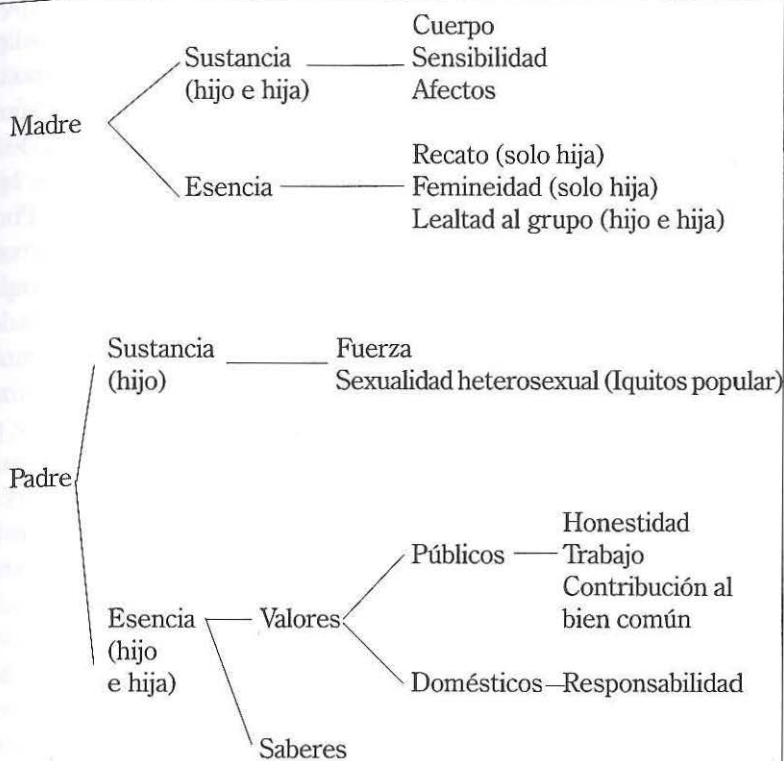 Cuerpo
Sustancia Sensibilidad
(hijo e hija) Afectos
Madre
Recato (solo hija)
Esencia Femineidad (solo hija)
Lealtad al grupo (hijo e hija)
Sustancia Fuerza
(hijo) Sexualidad heterosexual (Iquitos popular)
Padre
Honestidad
Públicos Trabajo
Contribución al
Esencia Valores bien común
(hijo
e hija) Domésticos Responsabilidad
Saberes